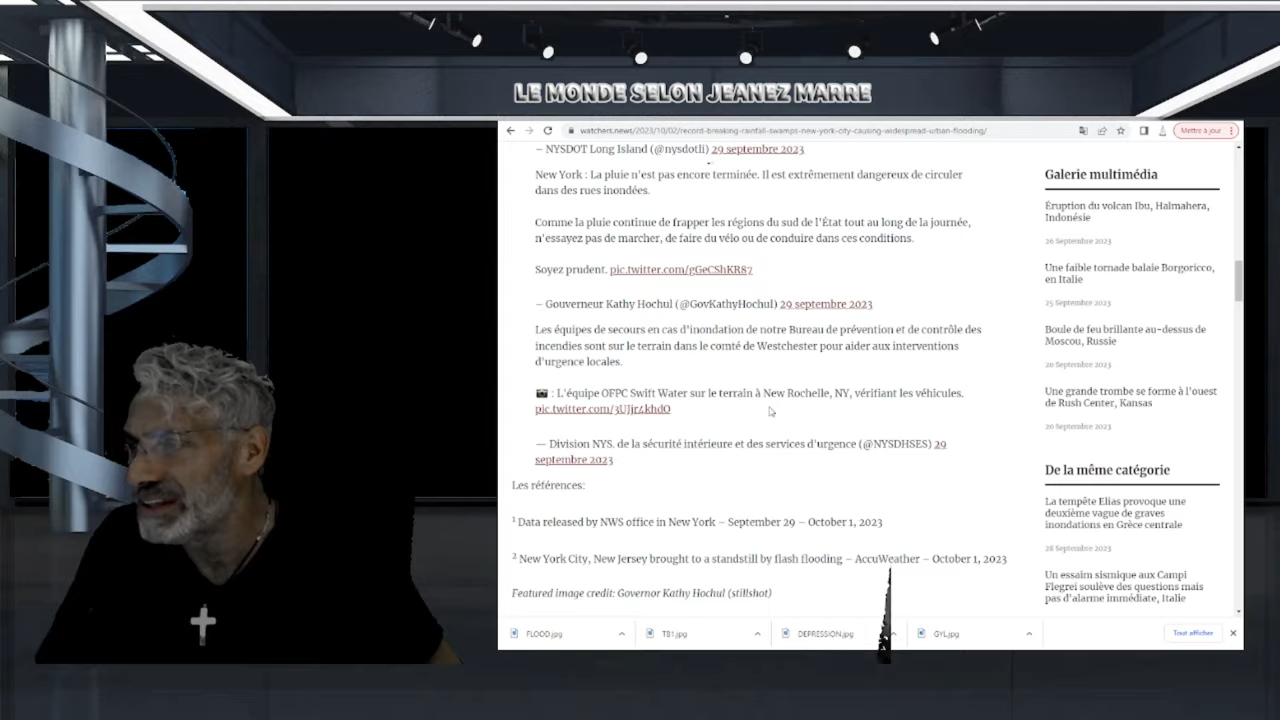 LE MONDE SELON JEANEZ MARRE
watchers.news/2023/10/02/record-breaking-rainfall-swamps-new-york-city-causing-widespread-urban-flooding/
Mettre à jour
– NYSDOT Long Island (@nysdotli) 29 septembre 2023
New York : La pluie n'est pas encore terminée. Il est extrêmement dangereux de circuler
dans des rues inondées.
Comme la pluie continue de frapper les régions du sud de l'État tout au long de la journée,
n'essayez pas de marcher, de faire du vélo ou de conduire dans ces conditions.
Soyez prudent. pic.twitter.com/gGeCShKR87
– Gouverneur Kathy Hochul (@GovKathyHochul) 29 septembre 2023
Les équipes de secours en cas d'inondation de notre Bureau de prévention et de contrôle des
incendies sont sur le terrain dans le comté de Westchester pour aider aux interventions
d'urgence locales.
📷 : L'équipe OFPC Swift Water sur le terrain à New Rochelle, NY, vérifiant les véhicules.
pic.twitter.com/3UJjrZkhdO
— Division NYS. de la sécurité intérieure et des services d'urgence (@NYSDHSES) 29
septembre 2023
Les références:
1 Data released by NWS office in New York – September 29 – October 1, 2023
2 New York City, New Jersey brought to a standstill by flash flooding – AccuWeather – October 1, 2023
Featured image credit: Governor Kathy Hochul (stillshot)
Galerie multimédia
Éruption du volcan Ibu, Halmahera,
Indonésie
26 Septembre 2023
Une faible tornade balaie Borgoricco,
en Italie
25 Septembre 2023
Boule de feu brillante au-dessus de
Moscou, Russie
20 Septembre 2023
Une grande trombe se forme à l'ouest
de Rush Center, Kansas
20 Septembre 2023
De la même catégorie
La tempête Elias provoque une
deuxième vague de graves
inondations en Grèce centrale
28 Septembre 2023
Un essaim sismique aux Campi
Flegrei soulève des questions mais
pas d'alarme immédiate, Italie
FLOOD.jpg
TB1.jpg
DEPRESSION.jpg
GYL.jpg
Tout afficher